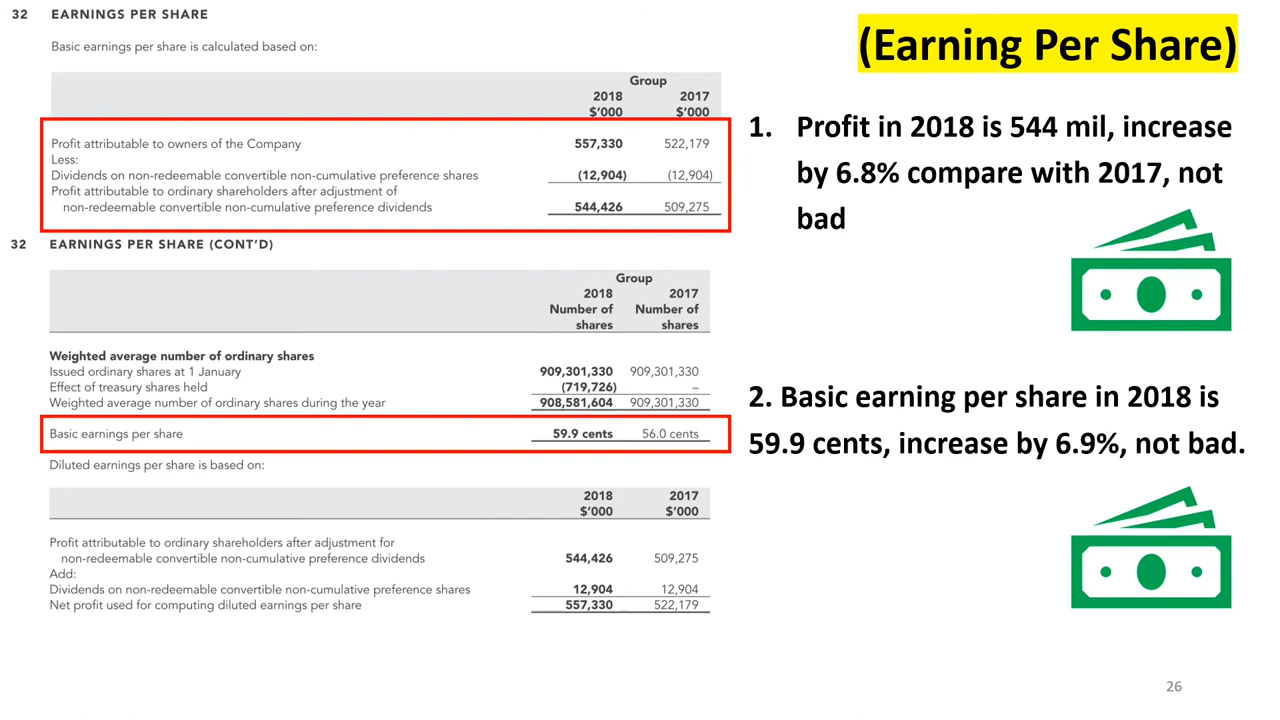 32 EARNINGS PER SHARE
Basic earnings per share is calculated based on:
Group
2018 2017
$'000 $'000
Profit attributable to owners of the Company 557,330 522,179
Less:
Dividends on non-redeemable convertible non-cumulative preference shares (12,904) (12,904)
Profit attributable to ordinary shareholders after adjustment of
non-redeemable convertible non-cumulative preference dividends 544,426 509,275
32 EARNINGS PER SHARE (CONT'D)
Group
2018 2017
Number of Number of
shares shares
Weighted average number of ordinary shares
Issued ordinary shares at 1 January 909,301,330 909,301,330
Effect of treasury shares held (719,726) –
Weighted average number of ordinary shares during the year 908,581,604 909,301,330
Basic earnings per share 59.9 cents 56.0 cents
Diluted earnings per share is based on:
2018 2017
$'000 $'000
Profit attributable to ordinary shareholders after adjustment for
non-redeemable convertible non-cumulative preference dividends 544,426 509,275
Add:
Dividends on non-redeemable convertible non-cumulative preference shares 12,904 12,904
Net profit used for computing diluted earnings per share 557,330 522,179
(Earning Per Share)
1. Profit in 2018 is 544 mil, increase
by 6.8% compare with 2017, not
bad
2. Basic earning per share in 2018 is
59.9 cents, increase by 6.9%, not bad.
26